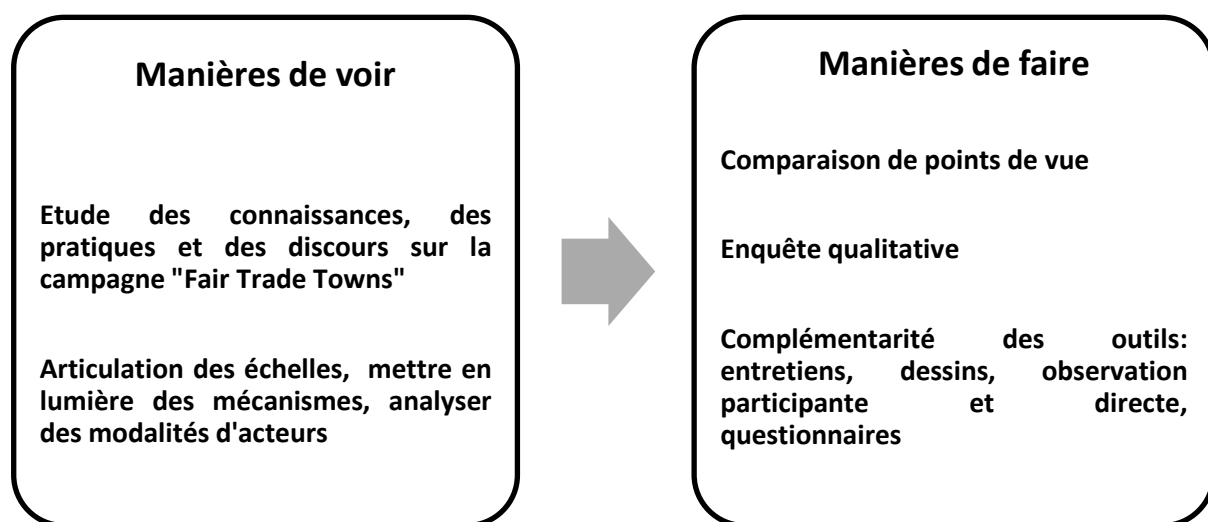 Manières de voir
Etude des connaissances, des
pratiques et des discours sur la
campagne "Fair Trade Towns"
Articulation des échelles, mettre en
lumière des mécanismes, analyser
des modalités d'acteurs
Manières de faire
Comparaison de points de vue
Enquête qualitative
Complémentarité des outils:
entretiens, dessins, observation
participante et directe,
questionnaires